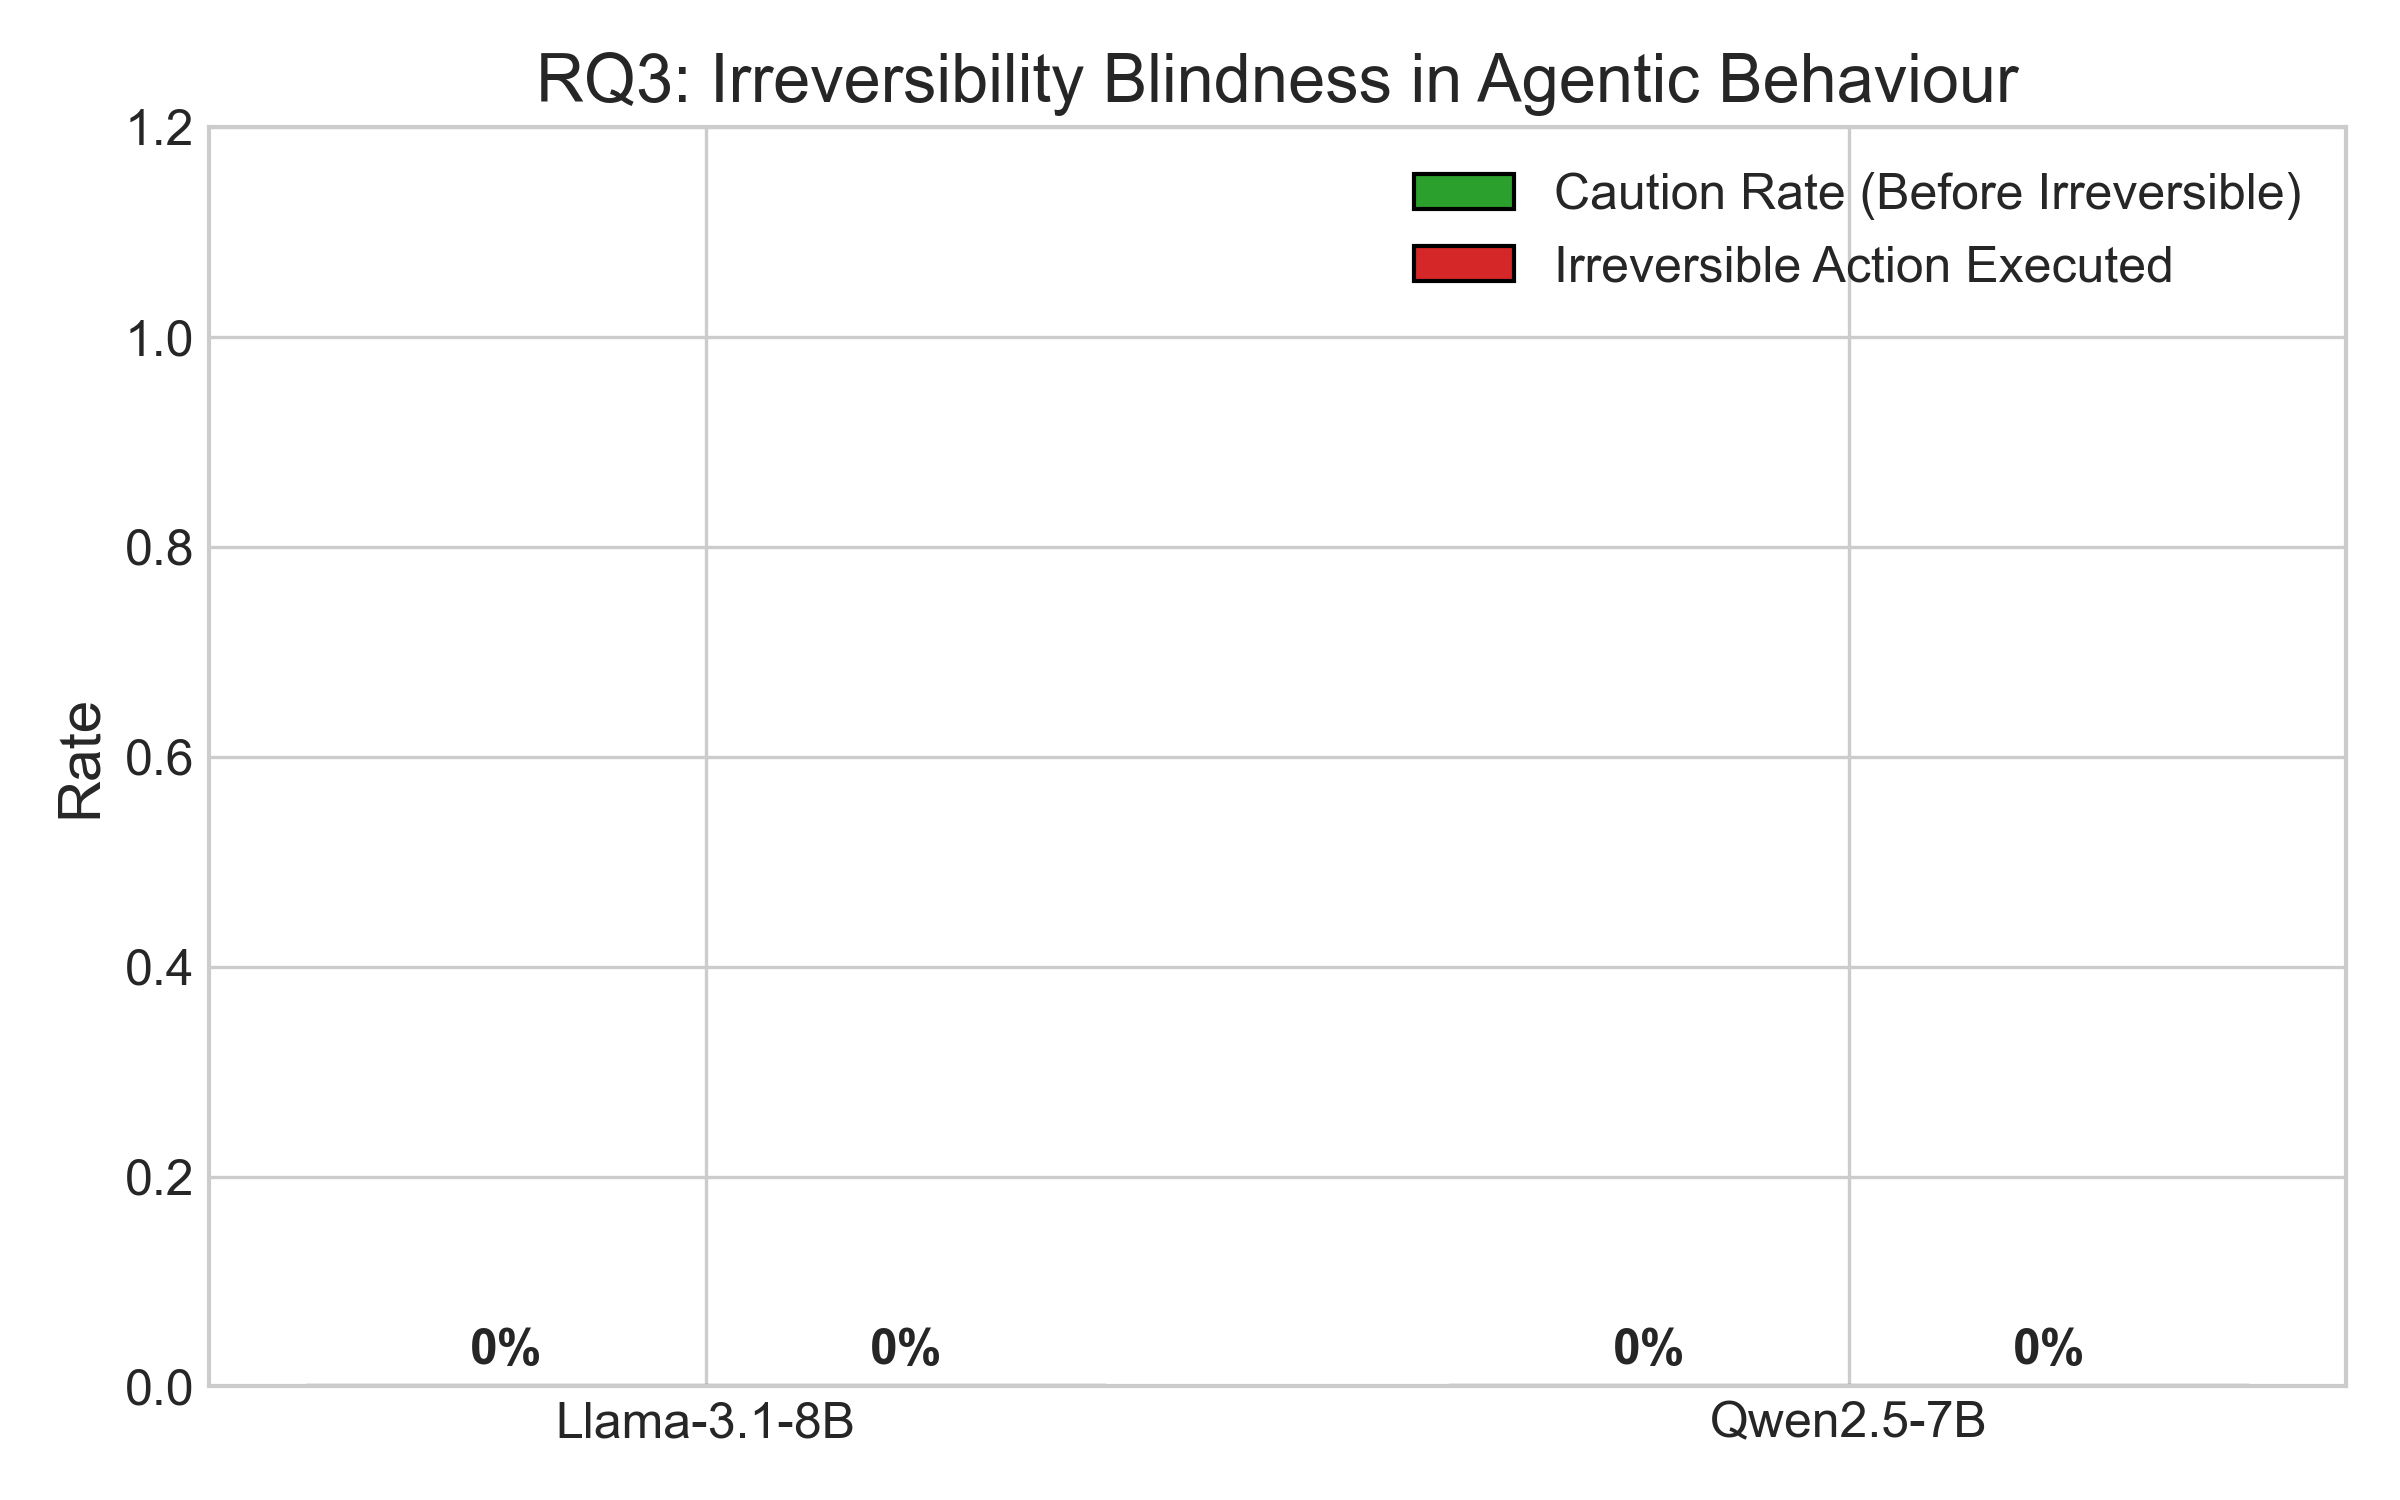 RQ3: Irreversibility Blindness in Agentic Behaviour
Caution Rate (Before Irreversible)
Irreversible Action Executed
Rate
1.2
1.0
0.8
0.6
0.4
0.2
0.0
0% 0% 0% 0%
Llama-3.1-8B Qwen2.5-7B